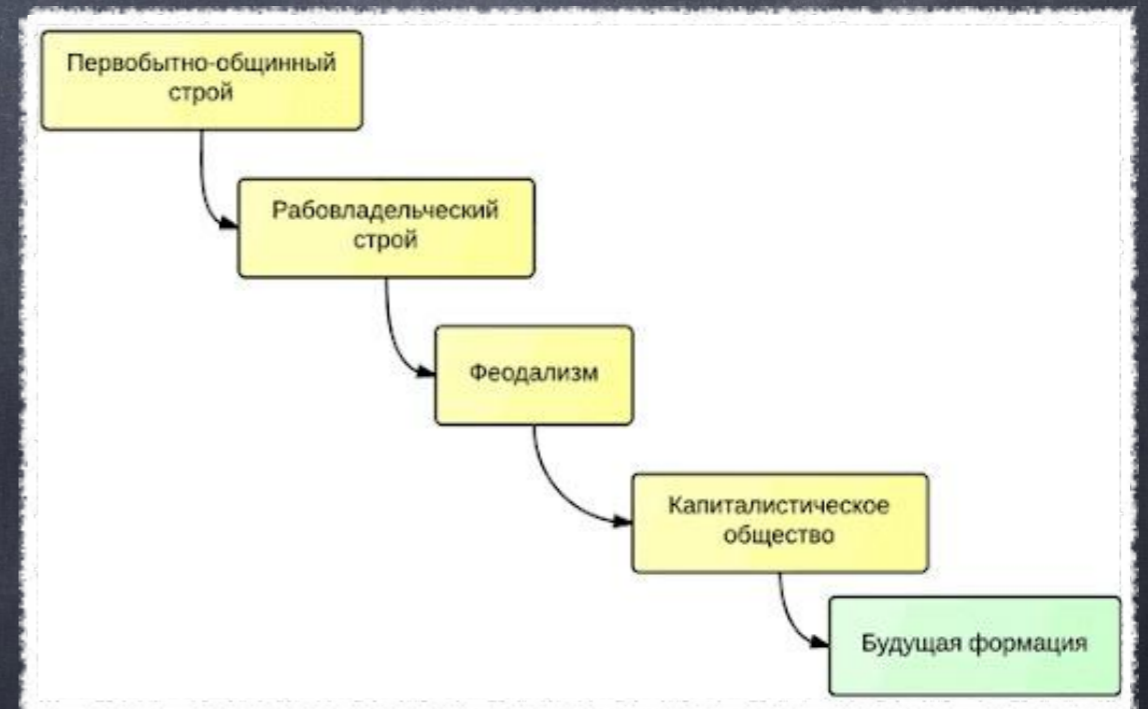 Первобытно-общинный
строй
Рабовладельческий
строй
Феодализм
Капиталистическое
общество
Будущая формация